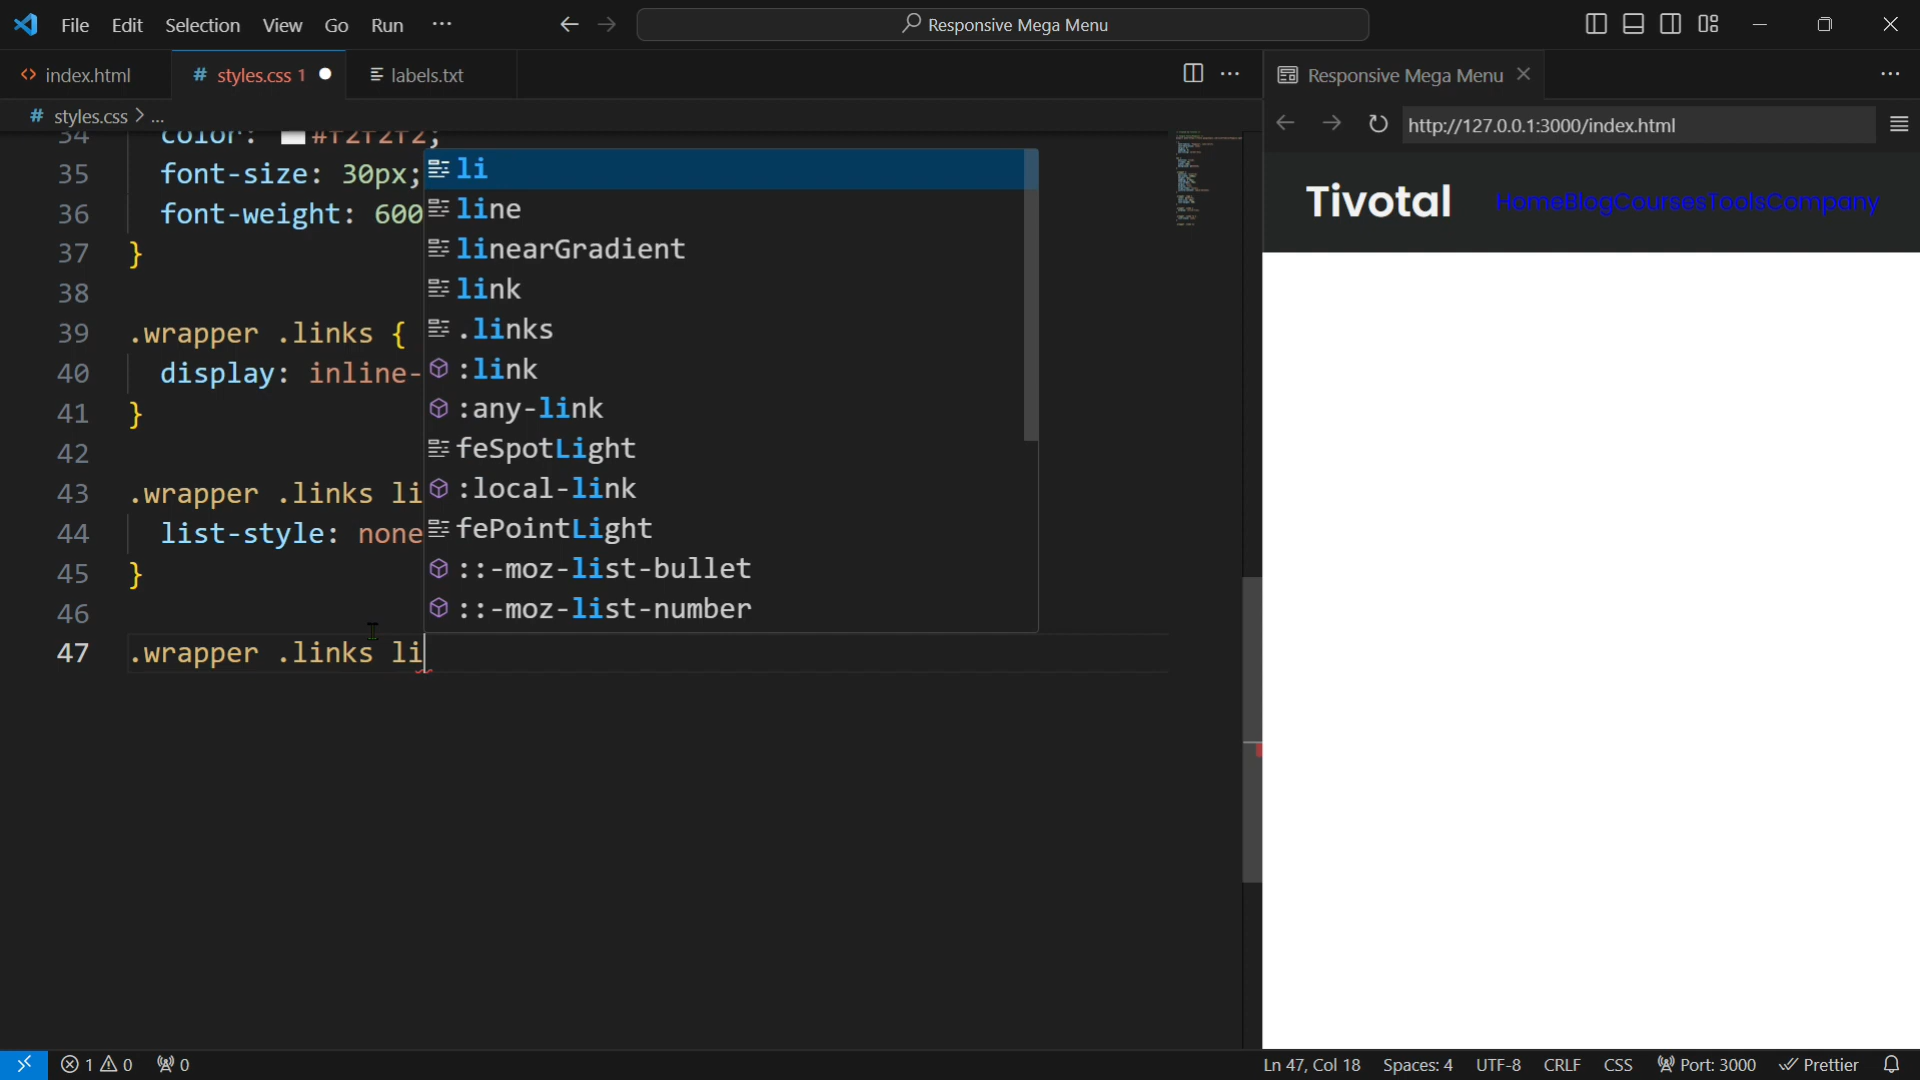 File Edit Selection View Go Run ···
Responsive Mega Menu
index.html
# styles.css 1
labels.txt
Responsive Mega Menu
# styles.css > ...
http://127.0.0.1:3000/index.html
34 color: #f2f2f2;
35 font-size: 30px;
36 font-weight: 600
37 }
38
39 .wrapper .links {
40 display: inline-
41 }
42
43 .wrapper .links li
44 list-style: none
45 }
46
47 .wrapper .links li
li
line
linearGradient
link
.links
:link
:any-link
feSpotLight
:local-link
fePointLight
::-moz-list-bullet
::-moz-list-number
Tivotal HomeBlogCoursesToolsCompany
1 0 0
Ln 47, Col 18 Spaces: 4 UTF-8 CRLF CSS Port: 3000 Prettier